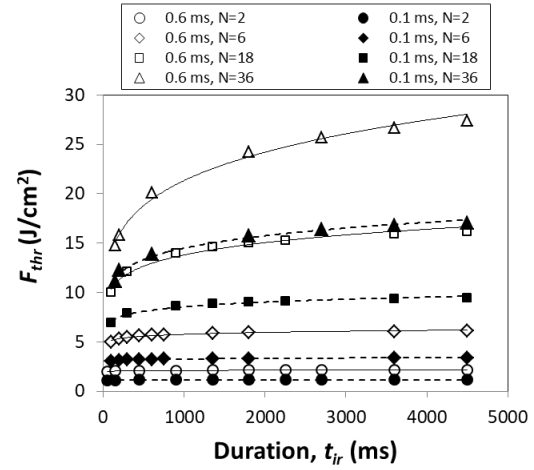 0.6 ms, N=2
0.1 ms, N=2
0.6 ms, N=6
0.1 ms, N=6
0.6 ms, N=18
0.1 ms, N=18
0.6 ms, N=36
0.1 ms, N=36
30
25
20
15
10
5
0
F_thr (J/cm²)
0 1000 2000 3000 4000 5000
Duration, t_ir (ms)